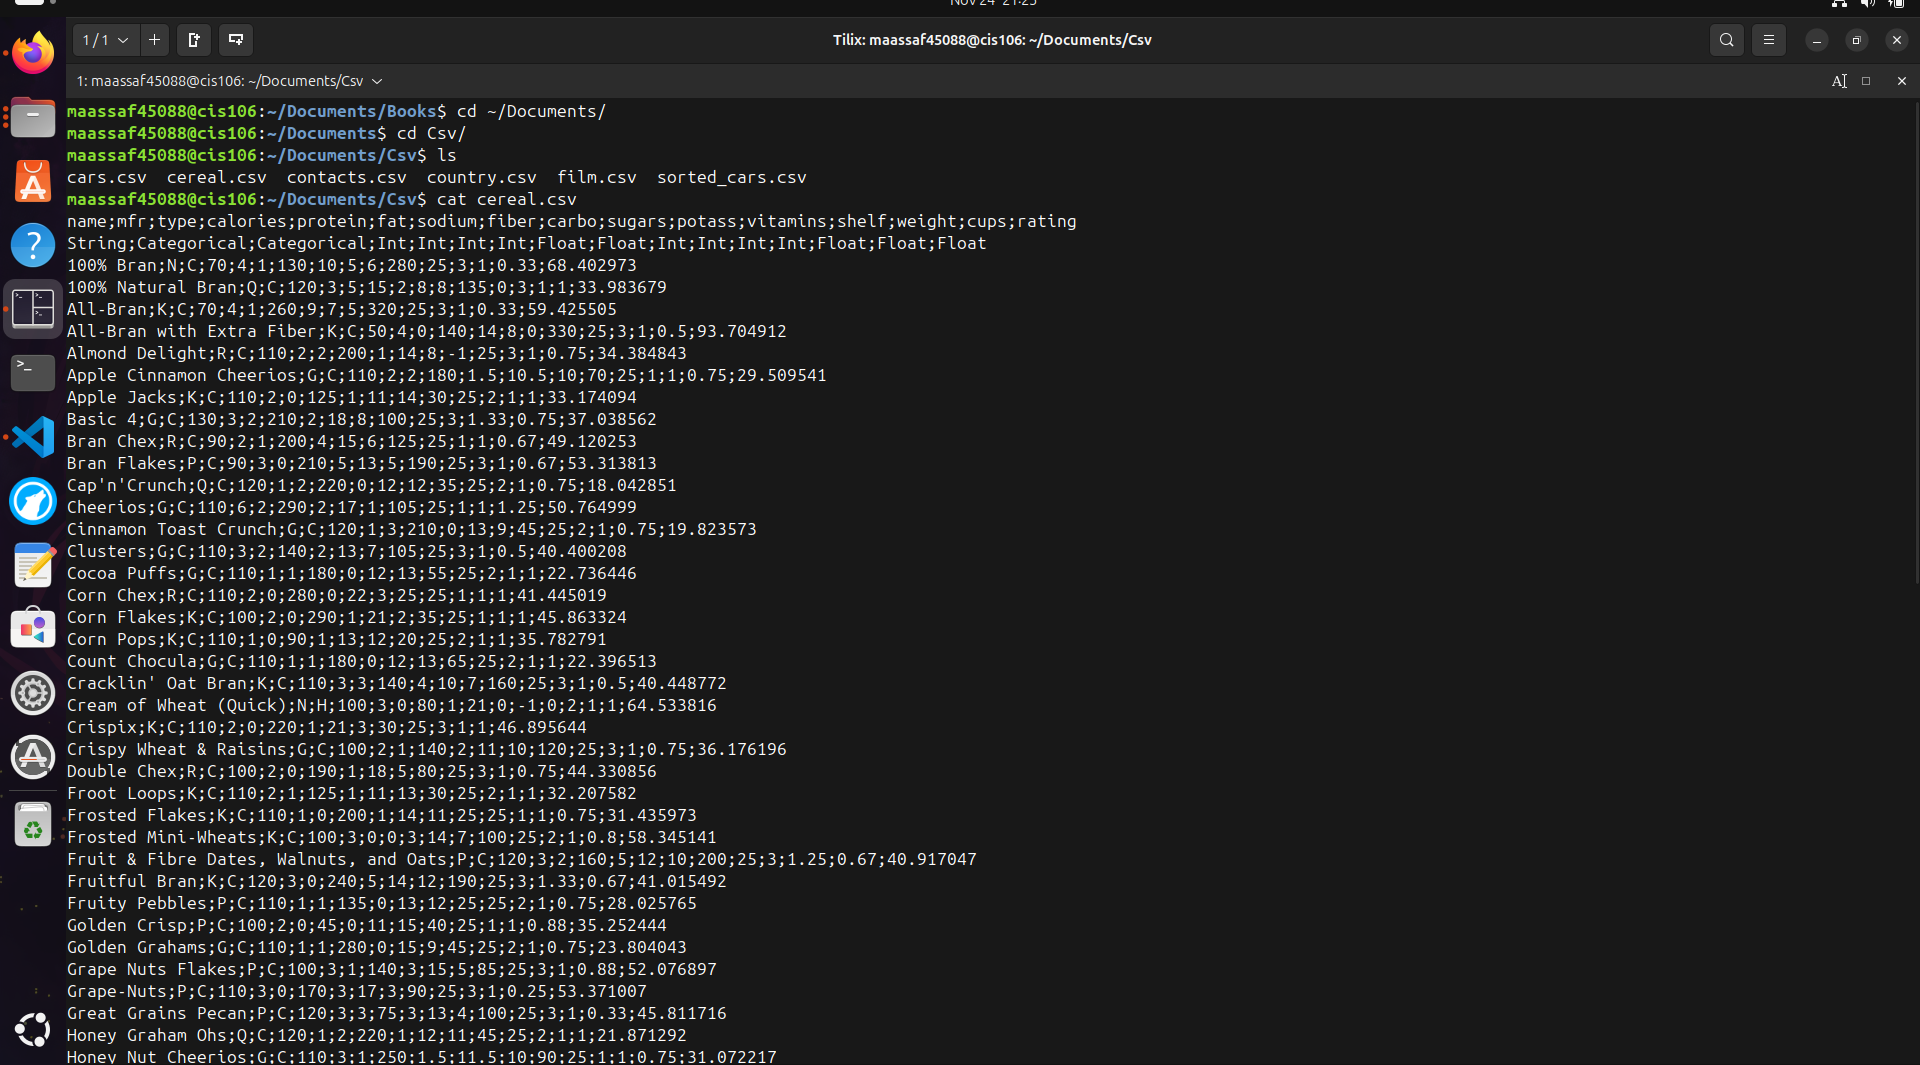 Nov 24 21:25
1 / 1
Tilix: maassaf45088@cis106: ~/Documents/Csv
1: maassaf45088@cis106: ~/Documents/Csv
maassaf45088@cis106:~/Documents/Books$ cd ~/Documents/
maassaf45088@cis106:~/Documents$ cd Csv/
maassaf45088@cis106:~/Documents/Csv$ ls
cars.csv  cereal.csv  contacts.csv  country.csv  film.csv  sorted_cars.csv
maassaf45088@cis106:~/Documents/Csv$ cat cereal.csv
name;mfr;type;calories;protein;fat;sodium;fiber;carbo;sugars;potass;vitamins;shelf;weight;cups;rating
String;Categorical;Categorical;Int;Int;Int;Int;Float;Float;Int;Int;Int;Int;Float;Float;Float
100% Bran;N;C;70;4;1;130;10;5;6;280;25;3;1;0.33;68.402973
100% Natural Bran;Q;C;120;3;5;15;2;8;8;135;0;3;1;1;33.983679
All-Bran;K;C;70;4;1;260;9;7;5;320;25;3;1;0.33;59.425505
All-Bran with Extra Fiber;K;C;50;4;0;140;14;8;0;330;25;3;1;0.5;93.704912
Almond Delight;R;C;110;2;2;200;1;14;8;-1;25;3;1;0.75;34.384843
Apple Cinnamon Cheerios;G;C;110;2;2;180;1.5;10.5;10;70;25;1;1;0.75;29.509541
Apple Jacks;K;C;110;2;0;125;1;11;14;30;25;2;1;1;33.174094
Basic 4;G;C;130;3;2;210;2;18;8;100;25;3;1.33;0.75;37.038562
Bran Chex;R;C;90;2;1;200;4;15;6;125;25;1;1;0.67;49.120253
Bran Flakes;P;C;90;3;0;210;5;13;5;190;25;3;1;0.67;53.313813
Cap'n'Crunch;Q;C;120;1;2;220;0;12;12;35;25;2;1;0.75;18.042851
Cheerios;G;C;110;6;2;290;2;17;1;105;25;1;1;1.25;50.764999
Cinnamon Toast Crunch;G;C;120;1;3;210;0;13;9;45;25;2;1;0.75;19.823573
Clusters;G;C;110;3;2;140;2;13;7;105;25;3;1;0.5;40.400208
Cocoa Puffs;G;C;110;1;1;180;0;12;13;55;25;2;1;1;22.736446
Corn Chex;R;C;110;2;0;280;0;22;3;25;25;1;1;1;41.445019
Corn Flakes;K;C;100;2;0;290;1;21;2;35;25;1;1;1;45.863324
Corn Pops;K;C;110;1;0;90;1;13;12;20;25;2;1;1;35.782791
Count Chocula;G;C;110;1;1;180;0;12;13;65;25;2;1;1;22.396513
Cracklin' Oat Bran;K;C;110;3;3;140;4;10;7;160;25;3;1;0.5;40.448772
Cream of Wheat (Quick);N;H;100;3;0;80;1;21;0;-1;0;2;1;1;64.533816
Crispix;K;C;110;2;0;220;1;21;3;30;25;3;1;1;46.895644
Crispy Wheat & Raisins;G;C;100;2;1;140;2;11;10;120;25;3;1;0.75;36.176196
Double Chex;R;C;100;2;0;190;1;18;5;80;25;3;1;0.75;44.330856
Froot Loops;K;C;110;2;1;125;1;11;13;30;25;2;1;1;32.207582
Frosted Flakes;K;C;110;1;0;200;1;14;11;25;25;1;1;0.75;31.435973
Frosted Mini-Wheats;K;C;100;3;0;0;3;14;7;100;25;2;1;0.8;58.345141
Fruit & Fibre Dates, Walnuts, and Oats;P;C;120;3;2;160;5;12;10;200;25;3;1.25;0.67;40.917047
Fruitful Bran;K;C;120;3;0;240;5;14;12;190;25;3;1.33;0.67;41.015492
Fruity Pebbles;P;C;110;1;1;135;0;13;12;25;25;2;1;0.75;28.025765
Golden Crisp;P;C;100;2;0;45;0;11;15;40;25;1;1;0.88;35.252444
Golden Grahams;G;C;110;1;1;280;0;15;9;45;25;2;1;0.75;23.804043
Grape Nuts Flakes;P;C;100;3;1;140;3;15;5;85;25;3;1;0.88;52.076897
Grape-Nuts;P;C;110;3;0;170;3;17;3;90;25;3;1;0.25;53.371007
Great Grains Pecan;P;C;120;3;3;75;3;13;4;100;25;3;1;0.33;45.811716
Honey Graham Ohs;Q;C;120;1;2;220;1;12;11;45;25;2;1;1;21.871292
Honey Nut Cheerios;G;C;110;3;1;250;1.5;11.5;10;90;25;1;1;0.75;31.072217